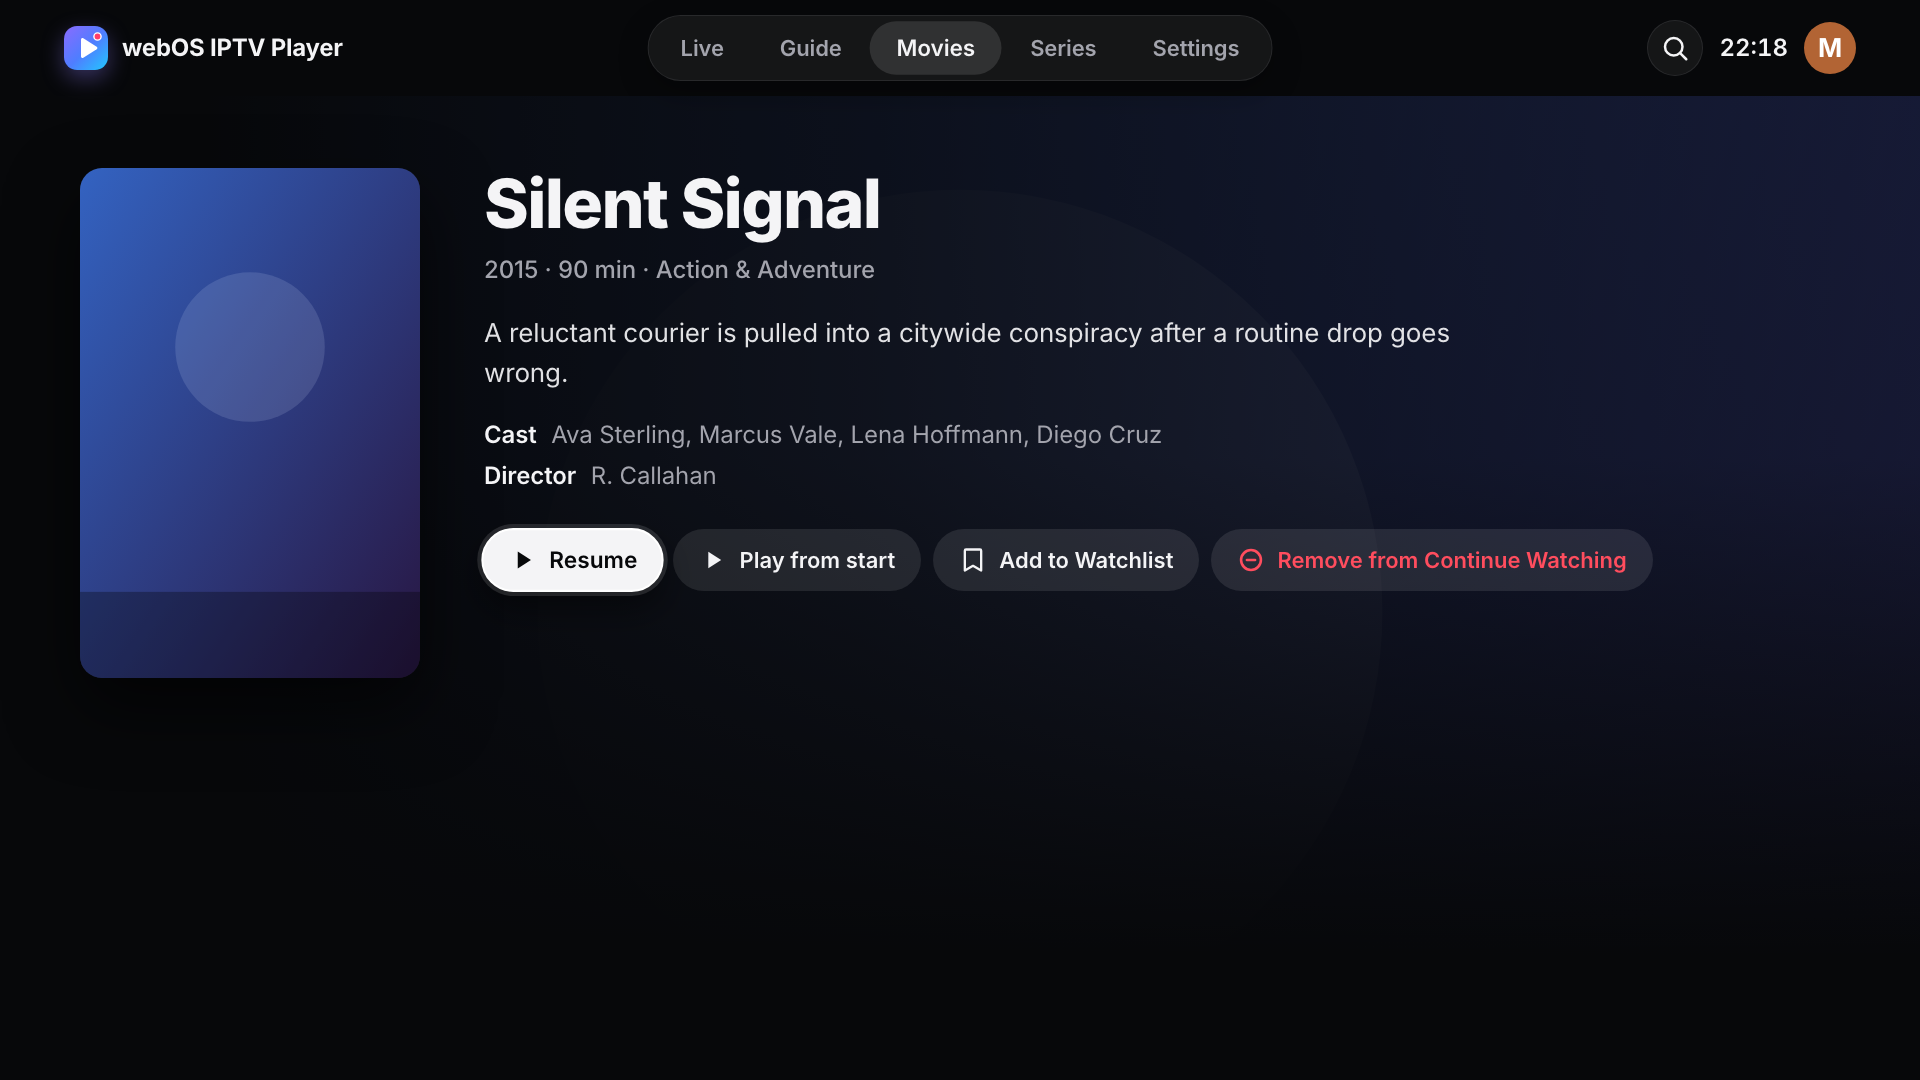 webOS IPTV Player
Live Guide Movies Series Settings
22:18 M
Silent Signal
2015 · 90 min · Action & Adventure
A reluctant courier is pulled into a citywide conspiracy after a routine drop goes
wrong.
Cast Ava Sterling, Marcus Vale, Lena Hoffmann, Diego Cruz
Director R. Callahan
Resume Play from start Add to Watchlist Remove from Continue Watching